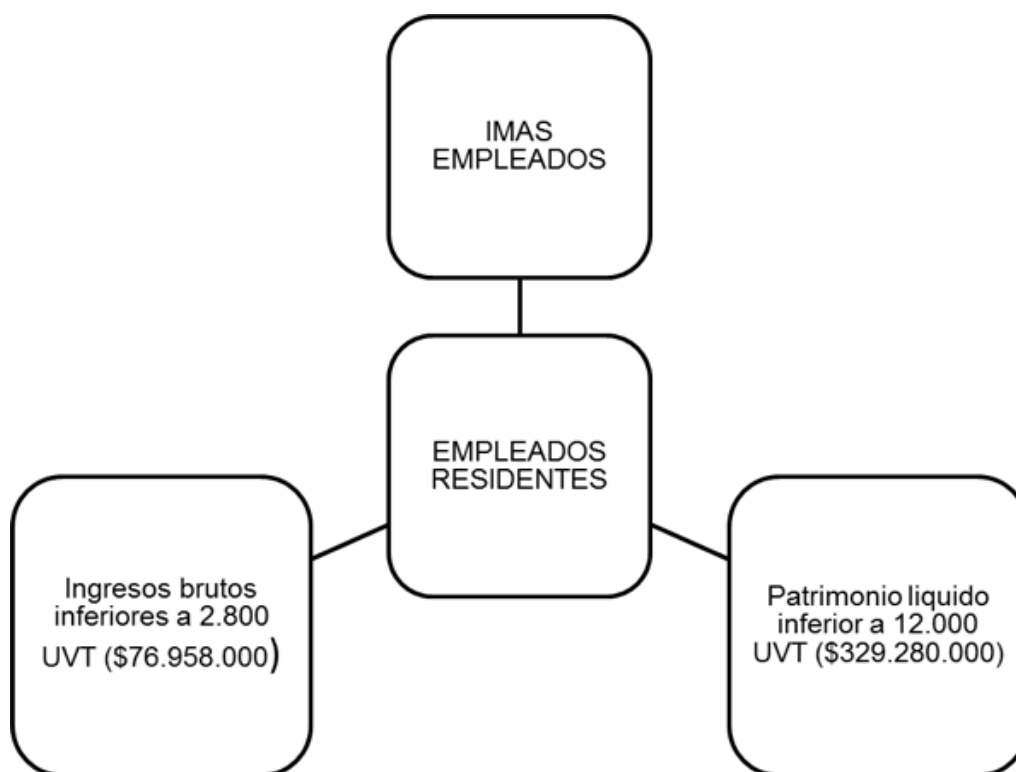 IMAS
EMPLEADOS
EMPLEADOS
RESIDENTES
Ingresos brutos
inferiores a 2.800
UVT ($76.958.000)
Patrimonio liquido
inferior a 12.000
UVT ($329.280.000)